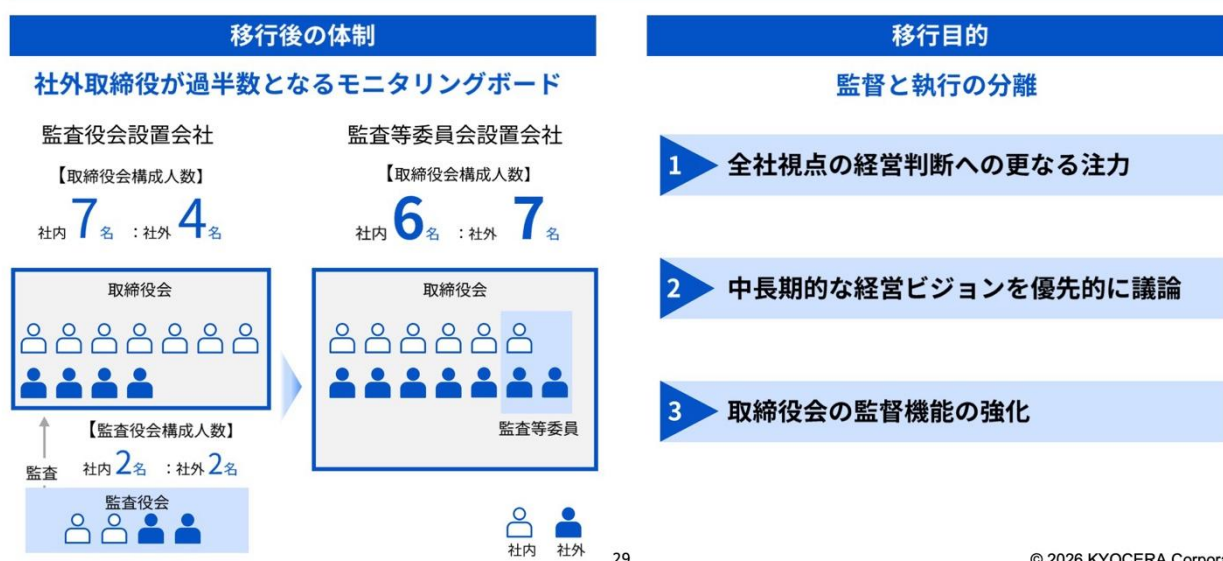 移行後の体制
社外取締役が過半数となるモニタリングボード
監査役会設置会社
【取締役会構成人数】
社内7名 :社外4名
取締役会
監査
【監査役会構成人数】
社内2名 :社外2名
監査役会
監査等委員会設置会社
【取締役会構成人数】
社内6名 :社外7名
取締役会
監査等委員
社内 社外
移行目的
監督と執行の分離
1 全社視点の経営判断への更なる注力
2 中長期的な経営ビジョンを優先的に議論
3 取締役会の監督機能の強化
29
© 2026 KYOCERA Corpora